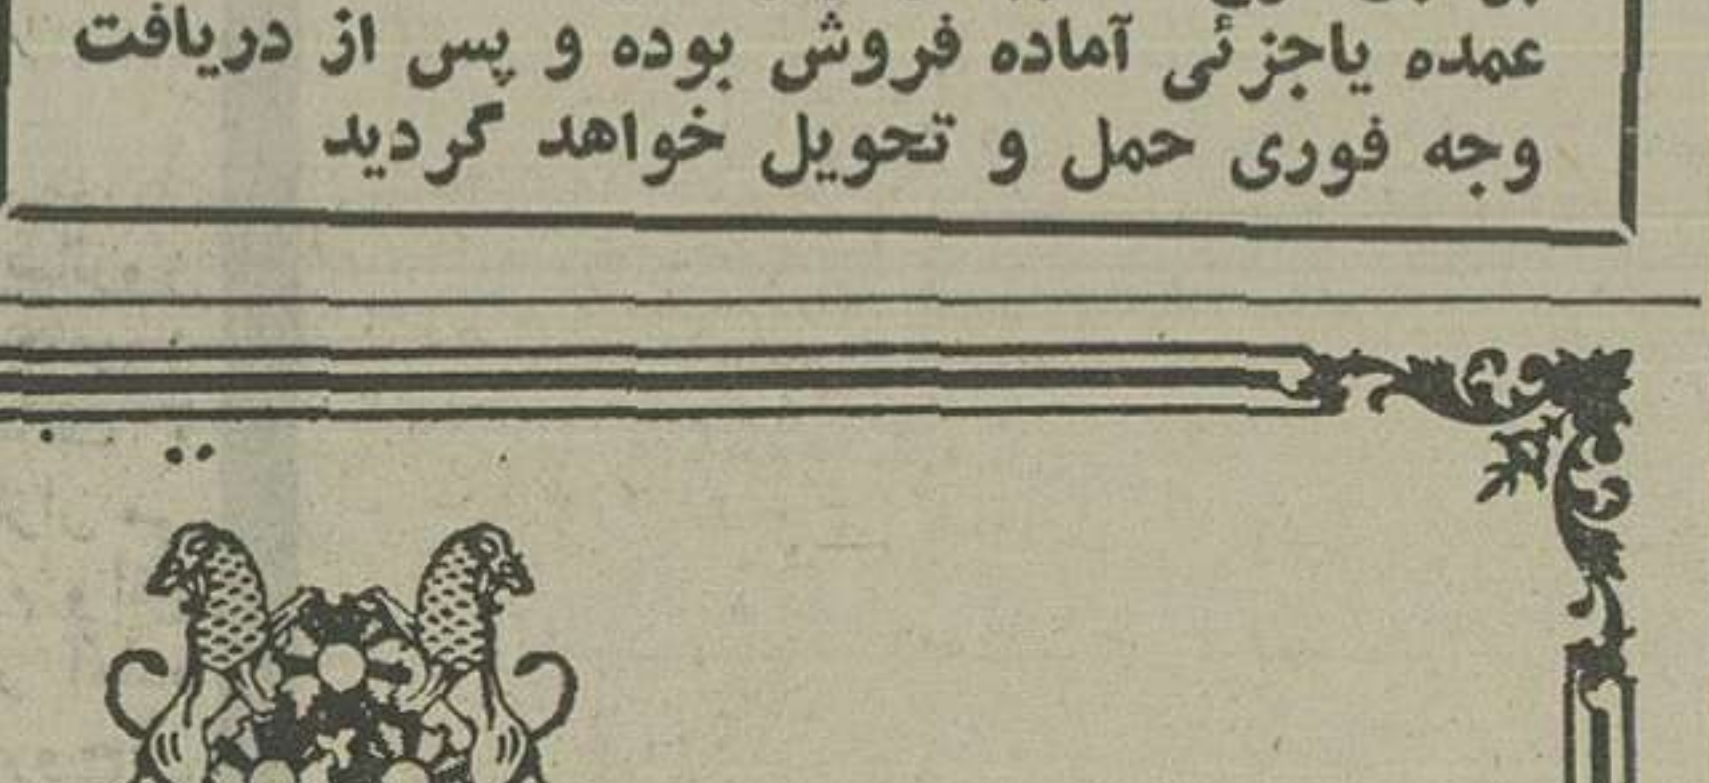 عمده یاجزئی آماده فروش بوده و پس از دریافت
وجه فوری حمل و تحویل خواهد گردید